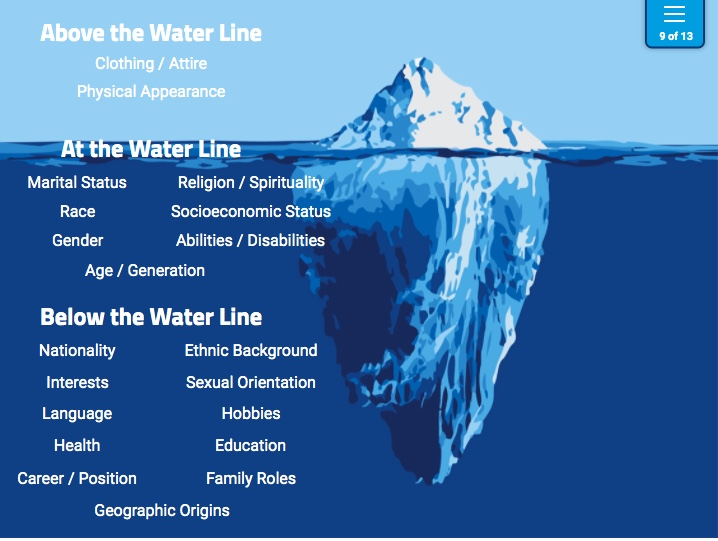 9 of 13
Above the Water Line
Clothing / Attire
Physical Appearance
At the Water Line
Marital Status Religion / Spirituality
Race Socioeconomic Status
Gender Abilities / Disabilities
Age / Generation
Below the Water Line
Nationality Ethnic Background
Interests Sexual Orientation
Language Hobbies
Health Education
Career / Position Family Roles
Geographic Origins